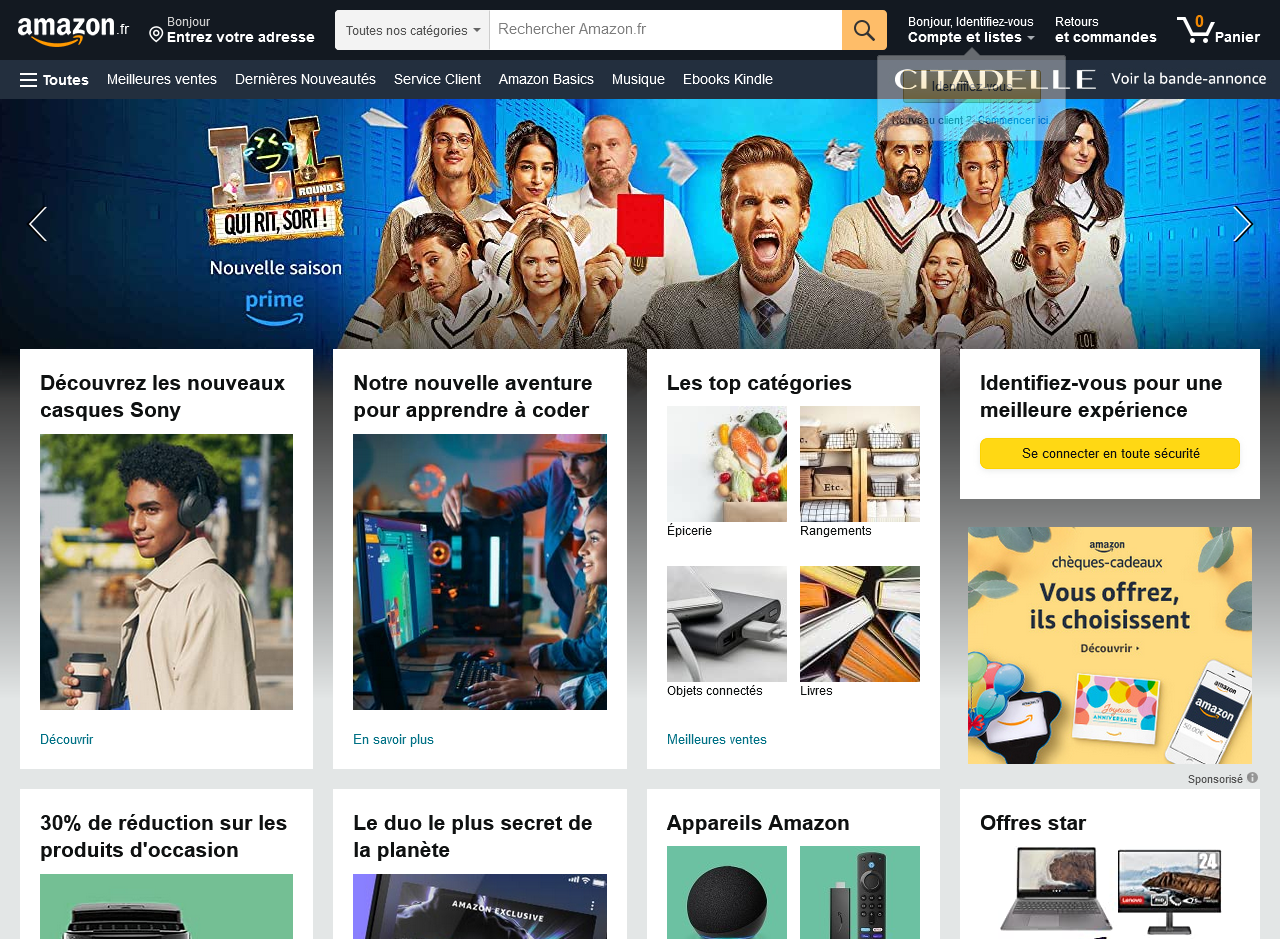 amazon.fr
Bonjour
Entrez votre adresse
Toutes nos catégories
Rechercher Amazon.fr
Bonjour, Identifiez-vous
Compte et listes
Retours
et commandes
0
Panier
Toutes
Meilleures ventes
Dernières Nouveautés
Service Client
Amazon Basics
Musique
Ebooks Kindle
CITADELLE
Voir la bande-annonce
Identifiez-vous
Nouveau client ? Commencer ici.
LOL
ROUND 3
QUI RIT, SORT !
Nouvelle saison
prime
LOL
Découvrez les nouveaux
casques Sony
Découvrir
Notre nouvelle aventure
pour apprendre à coder
En savoir plus
Les top catégories
Etc.
Épicerie
Rangements
Objets connectés
Livres
Meilleures ventes
Identifiez-vous pour une
meilleure expérience
Se connecter en toute sécurité
amazon
chèques-cadeaux
Vous offrez,
ils choisissent
Découvrir
Joyeux
ANNIVERSAIRE
amazon
amazon
50,00€
Sponsorisé
30% de réduction sur les
produits d'occasion
Le duo le plus secret de
la planète
AMAZON EXCLUSIVE
Appareils Amazon
Offres star
24
Lenovo